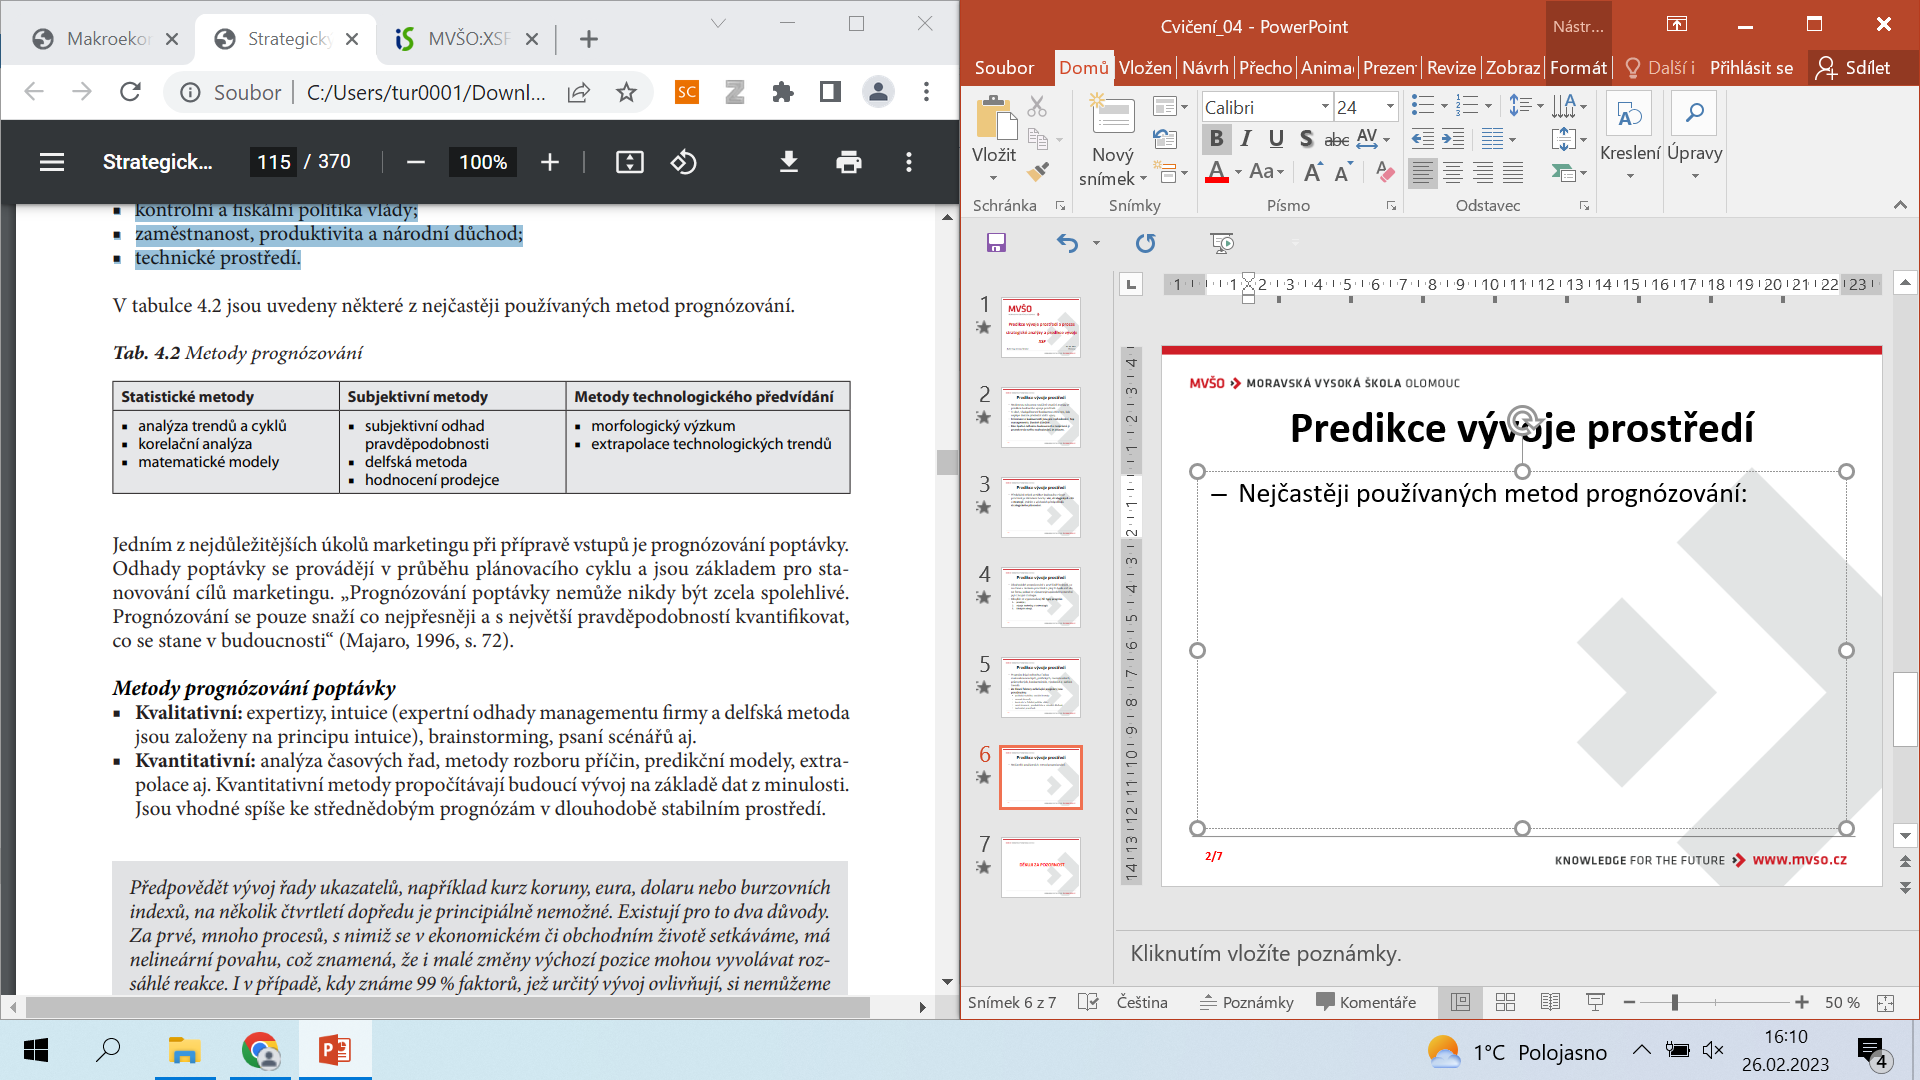 Makroeko
Strategický
MVŠO:XSF
Soubor
C:/Users/tur0001/Downl...
SC
Strategick...
115 / 370
100%
kontrolní a fiskální politika vlády;
zaměstnanost, produktivita a národní důchod;
technické prostředí.
V tabulce 4.2 jsou uvedeny některé z nejčastěji používaných metod prognózování.
Tab. 4.2 Metody prognózování
Statistické metody
Subjektivní metody
Metody technologického předvídání
▪ analýza trendů a cyklů
▪ korelační analýza
▪ matematické modely
▪ subjektivní odhad
pravděpodobnosti
▪ delfská metoda
▪ hodnocení prodejce
▪ morfologický výzkum
▪ extrapolace technologických trendů
Jedním z nejdůležitějších úkolů marketingu při přípravě vstupů je prognózování poptávky.
Odhady poptávky se provádějí v průběhu plánovacího cyklu a jsou základem pro sta-
novování cílů marketingu. „Prognózování poptávky nemůže nikdy být zcela spolehlivé.
Prognózování se pouze snaží co nejpřesněji a s největší pravděpodobností kvantifikovat,
co se stane v budoucnosti“ (Majaro, 1996, s. 72).
Metody prognózování poptávky
▪ Kvalitativní: expertizy, intuice (expertní odhady managementu firmy a delfská metoda
jsou založeny na principu intuice), brainstorming, psaní scénářů aj.
▪ Kvantitativní: analýza časových řad, metody rozboru příčin, predikční modely, extra-
polace aj. Kvantitativní metody propočítávají budoucí vývoj na základě dat z minulosti.
Jsou vhodné spíše ke střednědobým prognózám v dlouhodobě stabilním prostředí.
Předpovědět vývoj řady ukazatelů, například kurz koruny, eura, dolaru nebo burzovních
indexů, na několik čtvrtletí dopředu je principiálně nemožné. Existují pro to dva důvody.
Za prvé, mnoho procesů, s nimiž se v ekonomickém či obchodním životě setkáváme, má
nelineární povahu, což znamená, že i malé změny výchozí pozice mohou vyvolávat roz-
sáhlé reakce. I v případě, kdy známe 99 % faktorů, jež určitý vývoj ovlivňují, si nemůžeme
Cvičení_04 - PowerPoint
Nástr...
Soubor
Domů
Vložen
Návrh
Přecho
Anima
Prezen
Revize
Zobraz
Formát
Další i
Přihlásit se
Sdílet
Vložit
Nový
snímek
Calibri
24
Kreslení
Úpravy
Schránka
Snímky
Písmo
Odstavec
1
2
3
4
5
6
7
MVŠO MORAVSKÁ VYSOKÁ ŠKOLA OLOMOUC
Predikce vývoje prostředí
– Nejčastěji používaných metod prognózování:
2/7
KNOWLEDGE FOR THE FUTURE
www.mvso.cz
DĚKUJI ZA POZORNOST
Kliknutím vložíte poznámky.
Snímek 6 z 7
Čeština
Poznámky
Komentáře
50 %
1°C Polojasno
16:10
26.02.2023
4